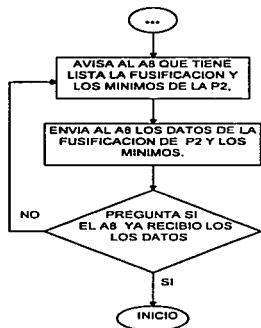 ...
AVISA AL A8 QUE TIENE
LISTA LA FUSIFICACION Y
LOS MINIMOS DE LA P2,
ENVIA AL A8 LOS DATOS DE LA
FUSIFICACION DE P2 Y LOS
MINIMOS.
NO
PREGUNTA SI
EL A8 YA RECIBIO LOS
LOS DATOS
SI
INICIO